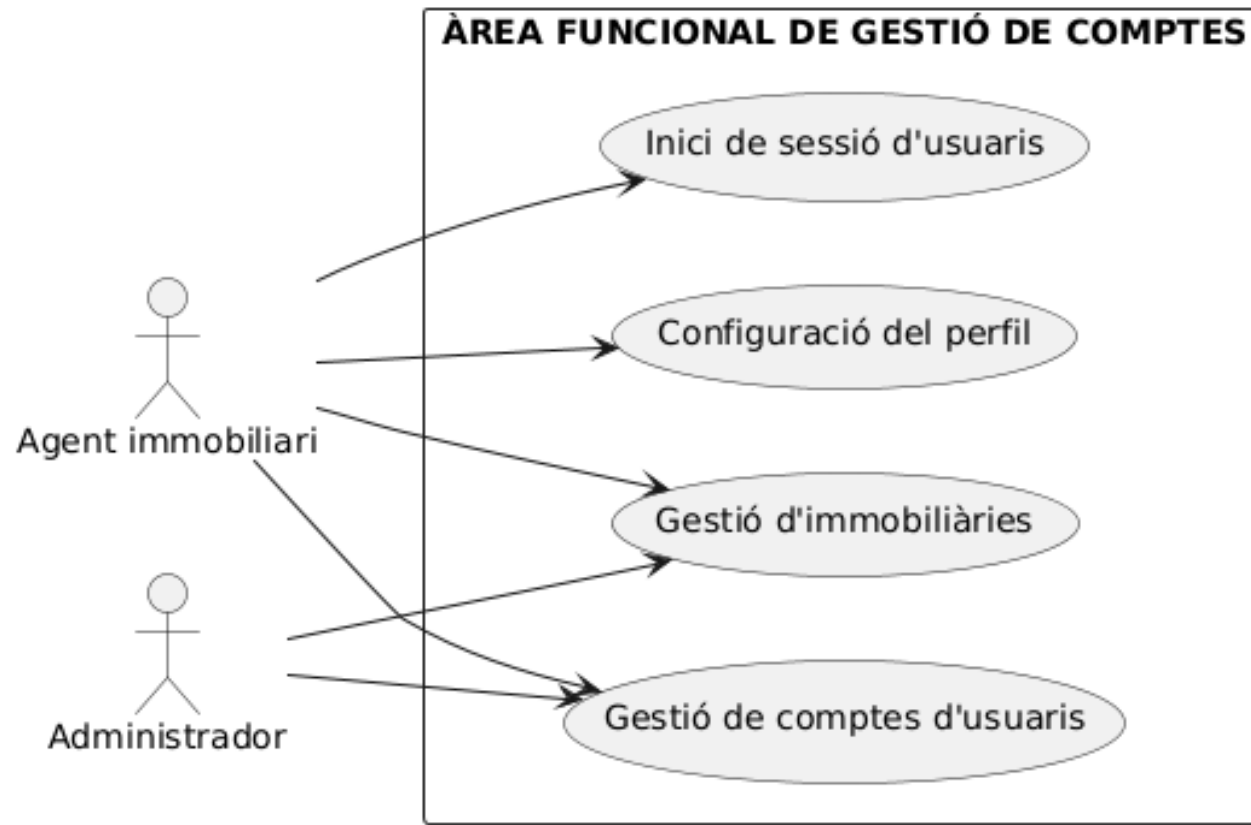 ÀREA FUNCIONAL DE GESTIÓ DE COMPTES
Inici de sessió d'usuaris
Configuració del perfil
Agent immobiliari
Gestió d'immobiliàries
Gestió de comptes d'usuaris
Administrador